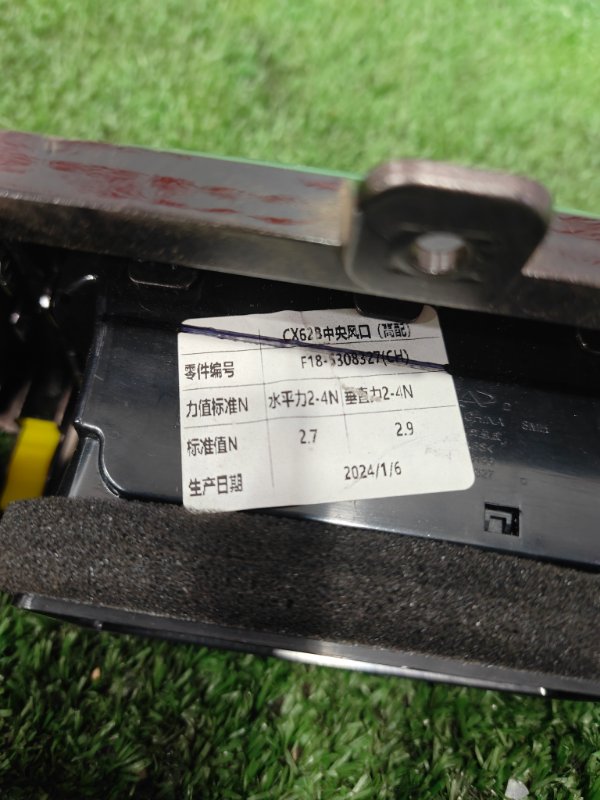 CX62B中央风口（高配）
零件编号 F18-5308327(CH)
力值标准N 水平力2-4N 垂直力2-4N
标准值N 2.7 2.9
生产日期 2024/1/6